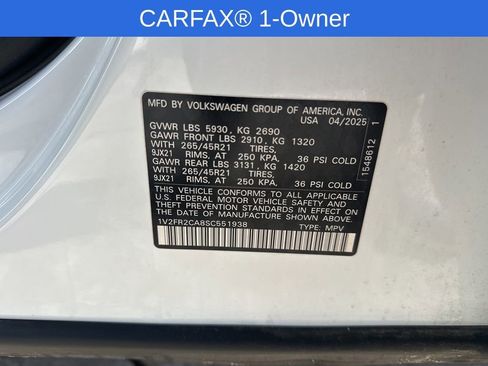 CARFAX® 1-Owner
MFD BY VOLKSWAGEN GROUP OF AMERICA, INC.
USA 04/2025
GVWR LBS 5930, KG 2690
GAWR FRONT LBS 2910, KG 1320
WITH 265/45R21 TIRES,
9JX21 RIMS, AT 250 KPA, 36 PSI COLD
GAWR REAR LBS 3131, KG 1420
WITH 265/45R21 TIRES,
9JX21 RIMS, AT 250 KPA, 36 PSI COLD
THIS VEHICLE CONFORMS TO ALL APPLICABLE
U.S. FEDERAL MOTOR VEHICLE SAFETY
STANDARDS IN EFFECT ON THE DATE OF
MANUFACTURE SHOWN ABOVE.
1V2FR2CA8SC551938 TYPE: MPV
1548612 1